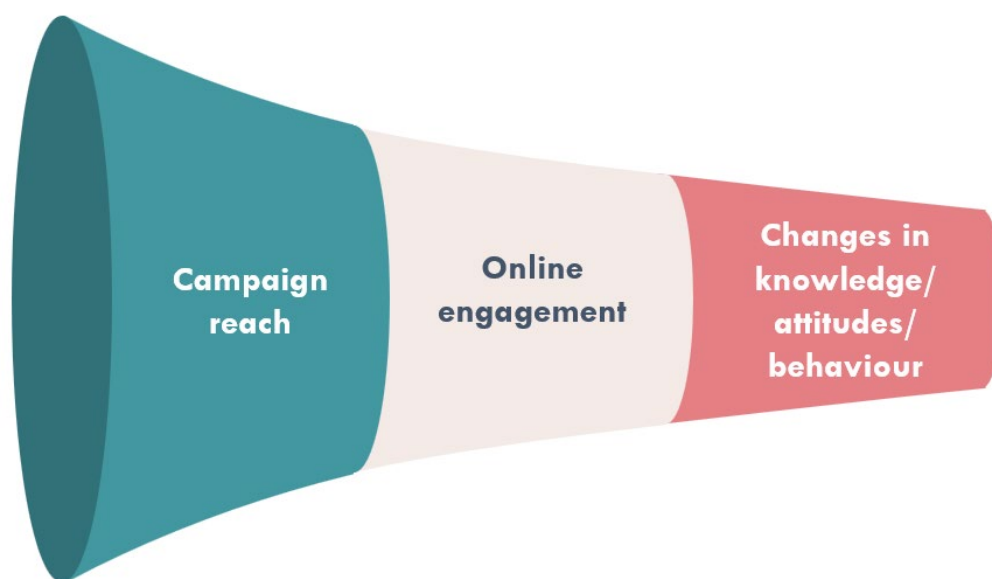 Campaign
reach
Online
engagement
Changes in
knowledge/
attitudes/
behaviour